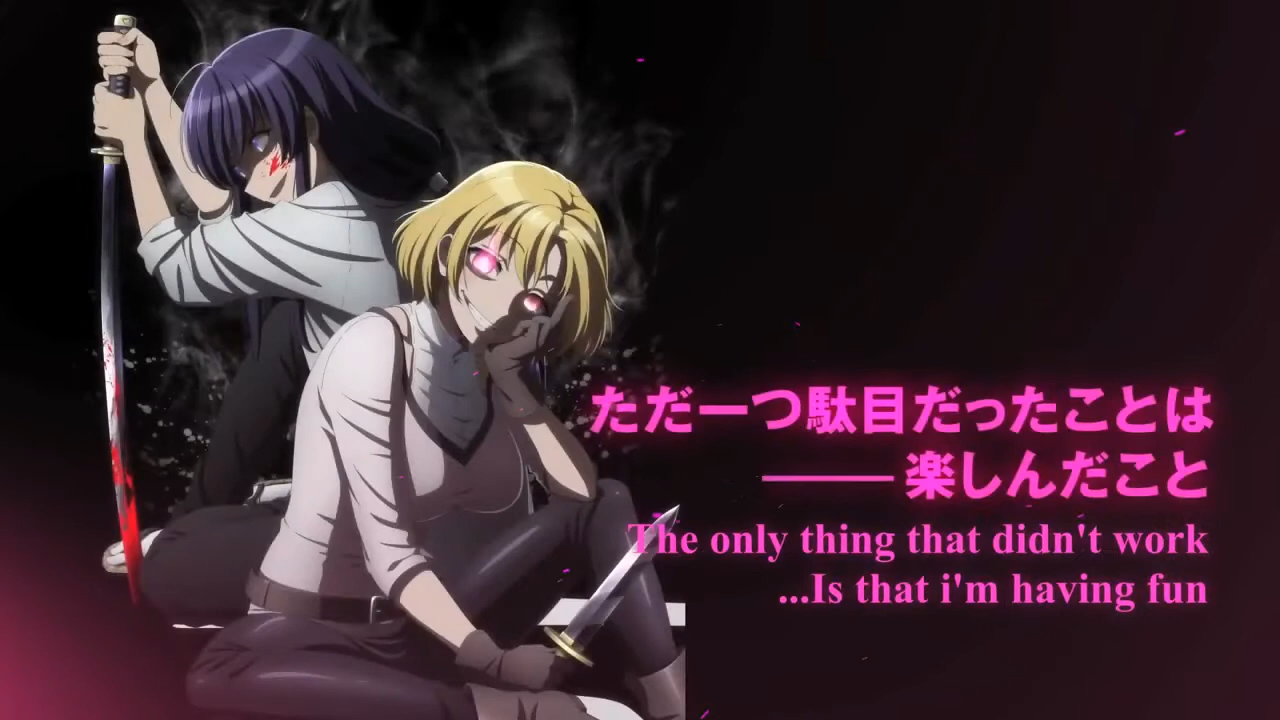 ただ一つ駄目だったことは
―――楽しんだこと
The only thing that didn't work
...Is that i'm having fun